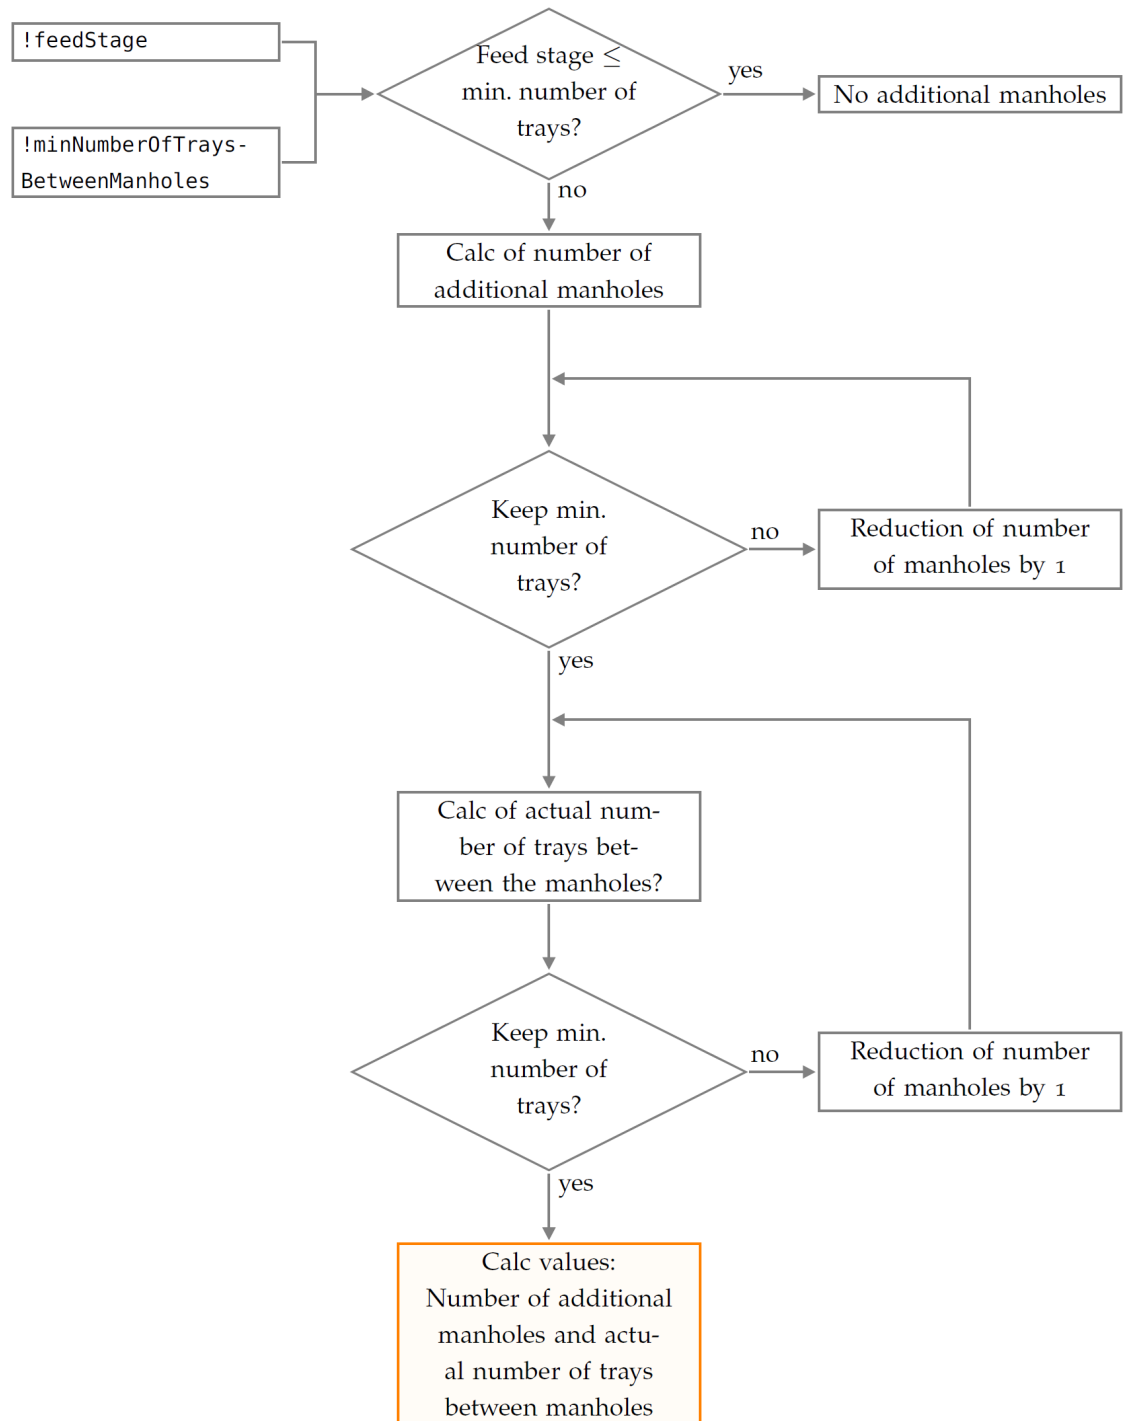 !feedStage
!minNumberOfTrays-
BetweenManholes
Feed stage ≤
min. number of
trays?
yes
No additional manholes
no
Calc of number of
additional manholes
Keep min.
number of
trays?
no
Reduction of number
of manholes by 1
yes
Calc of actual num-
ber of trays bet-
ween the manholes?
Keep min.
number of
trays?
no
Reduction of number
of manholes by 1
yes
Calc values:
Number of additional
manholes and actu-
al number of trays
between manholes